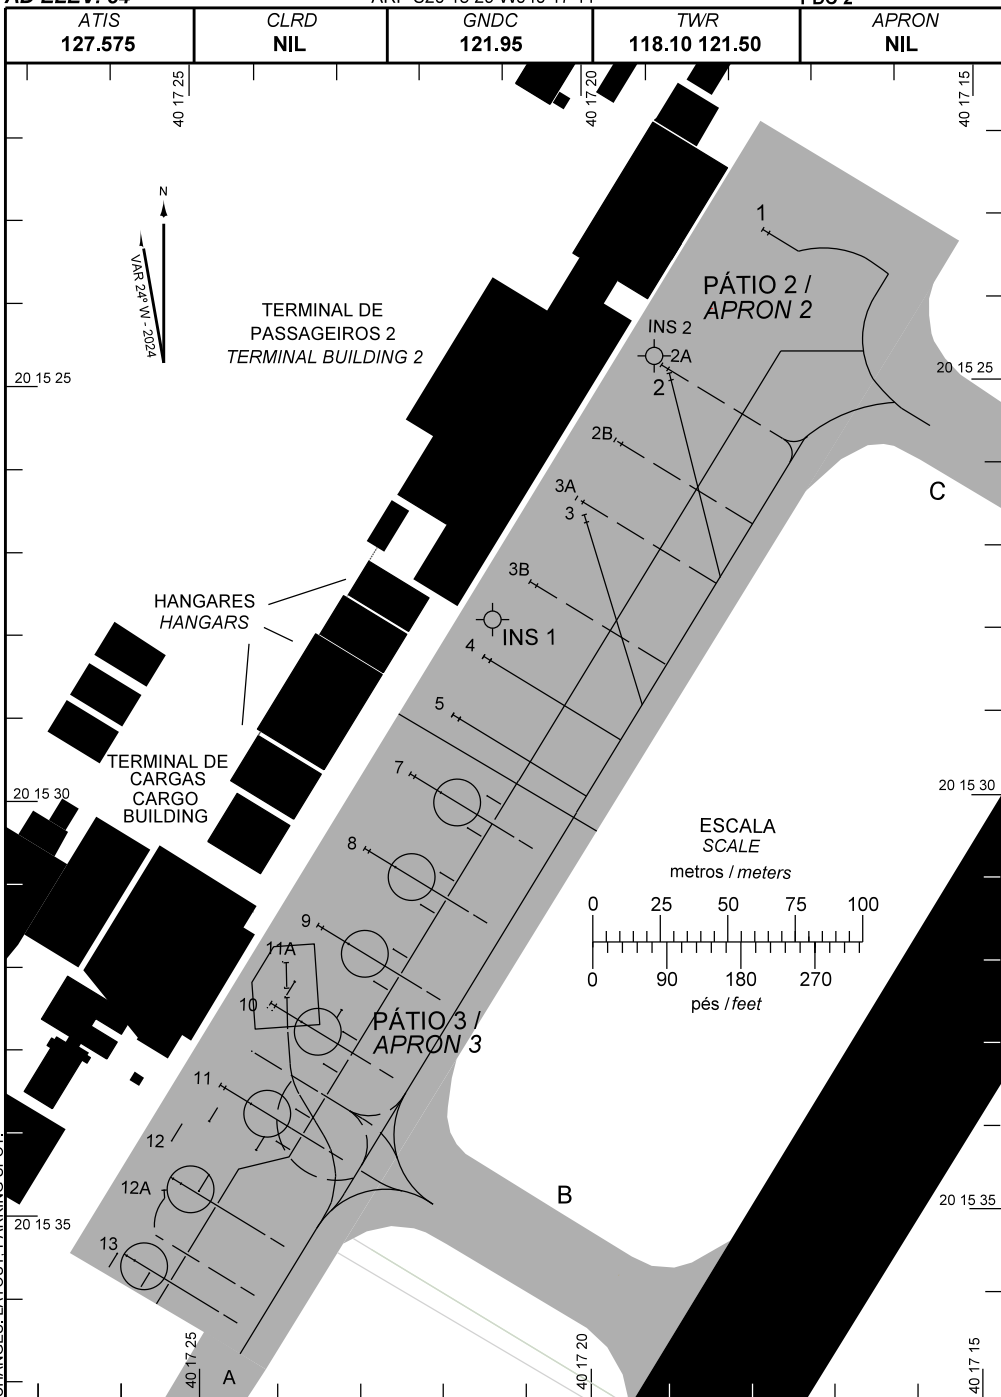 ATIS
127.575
CLRD
NIL
GNDC
121.95
TWR
118.10 121.50
APRON
NIL
40 17 25
40 17 20
40 17 15
N
VAR 24º W - 2024
1
TERMINAL DE
PASSAGEIROS 2
TERMINAL BUILDING 2
PÁTIO 2 /
APRON 2
INS 2
2A
2
20 15 25
20 15 25
2B
3A
3
C
3B
HANGARES
HANGARS
INS 1
4
5
7
TERMINAL DE
CARGAS
CARGO
BUILDING
20 15 30
20 15 30
8
ESCALA
SCALE
metros / meters
0 25 50 75 100
0 90 180 270
pés / feet
9
11A
10
PÁTIO 3 /
APRON 3
11
12
12A
B
20 15 35
20 15 35
13
A
40 17 25
40 17 20
40 17 15